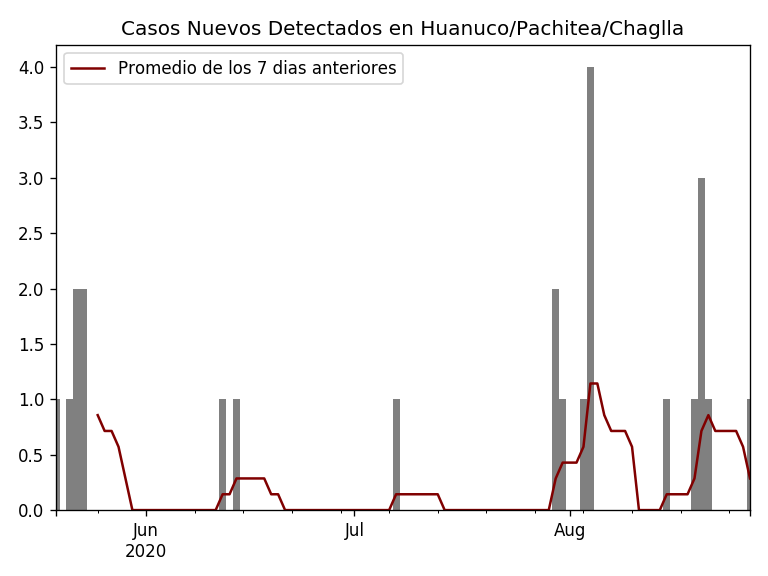 Casos Nuevos Detectados en Huanuco/Pachitea/Chaglla
Promedio de los 7 dias anteriores
4.0
3.5
3.0
2.5
2.0
1.5
1.0
0.5
0.0
Jun
2020
Jul
Aug